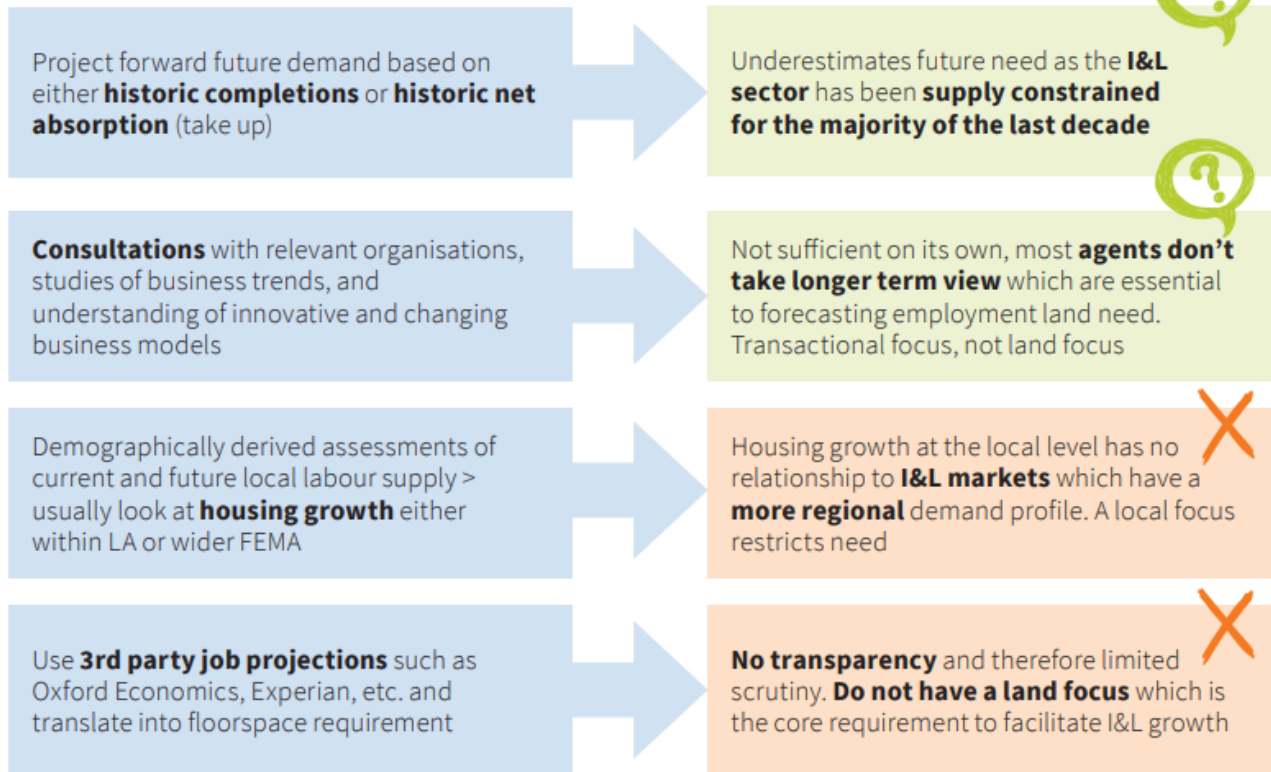 Project forward future demand based on
either historic completions or historic net
absorption (take up)
Underestimates future need as the I&L
sector has been supply constrained
for the majority of the last decade
?
Consultations with relevant organisations,
studies of business trends, and
understanding of innovative and changing
business models
Not sufficient on its own, most agents don’t
take longer term view which are essential
to forecasting employment land need.
Transactional focus, not land focus
Demographically derived assessments of
current and future local labour supply >
usually look at housing growth either
within LA or wider FEMA
Housing growth at the local level has no
relationship to I&L markets which have a
more regional demand profile. A local focus
restricts need
Use 3rd party job projections such as
Oxford Economics, Experian, etc. and
translate into floorspace requirement
No transparency and therefore limited
scrutiny. Do not have a land focus which is
the core requirement to facilitate I&L growth